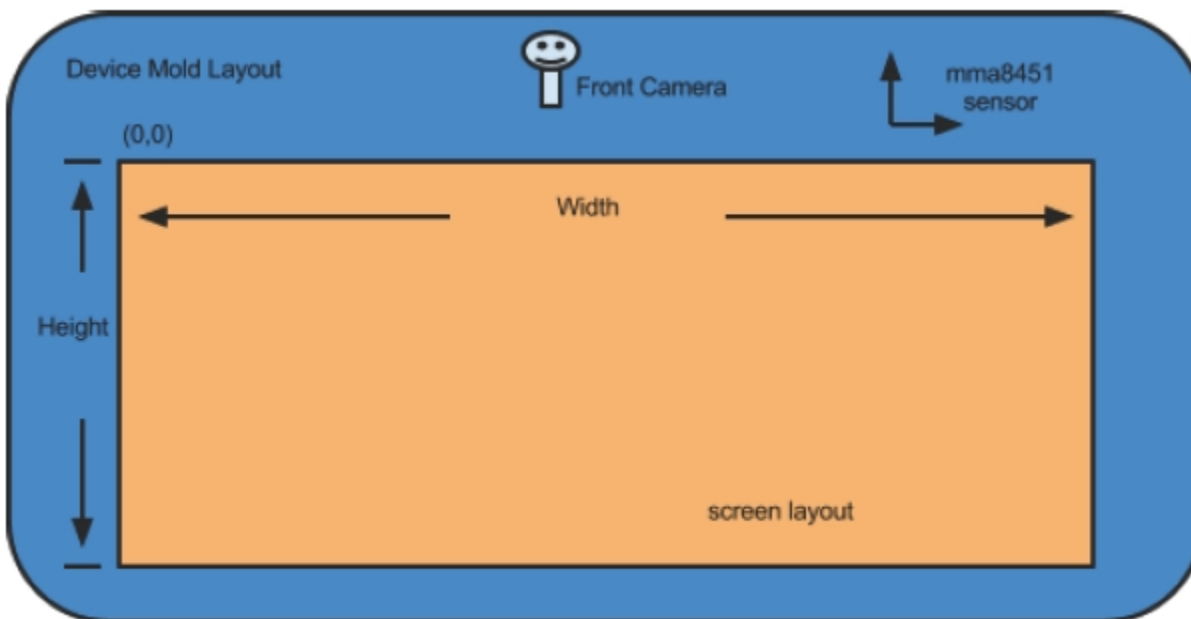 Device Mold Layout
Front Camera
mma8451
sensor
(0,0)
Width
Height
screen layout